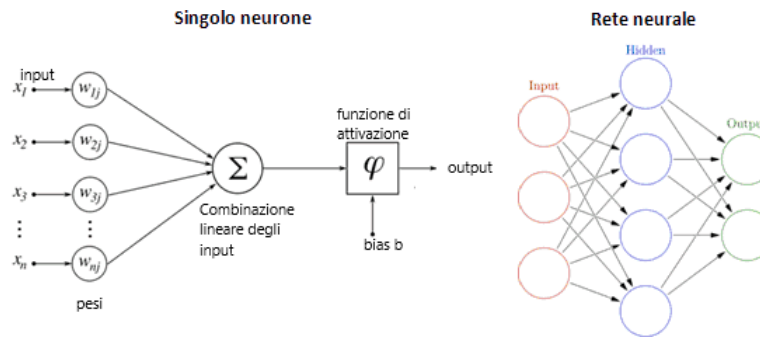 Singolo neurone
input
x1
w1j
x2
w2j
x3
w3j
⋮
⋮
xn
wnj
pesi
Σ
Combinazione
lineare degli
input
funzione di
attivazione
φ
output
bias b
Rete neurale
Input
Hidden
Output